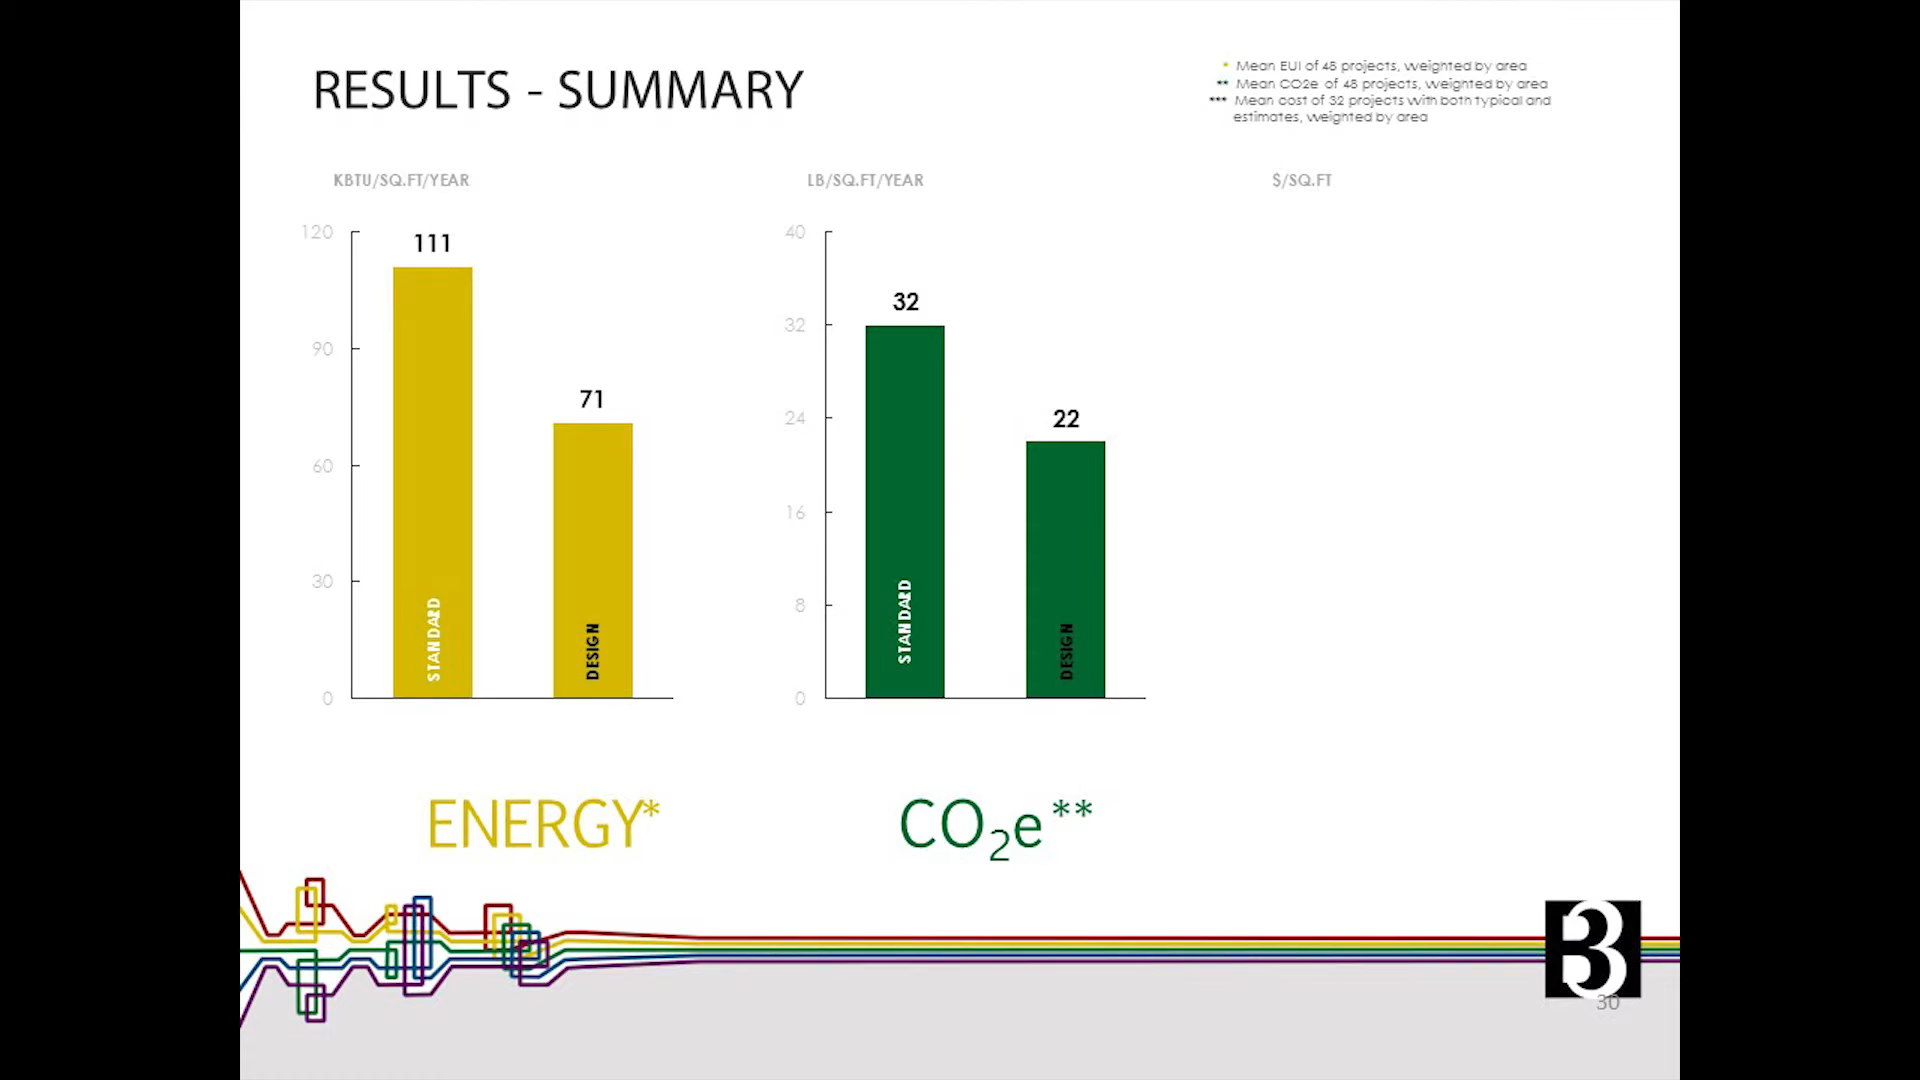 RESULTS - SUMMARY
* Mean EUI of 48 projects, weighted by area
** Mean CO2e of 48 projects, weighted by area
*** Mean cost of 32 projects with both typical and
estimates, weighted by area
KBTU/SQ.FT/YEAR
LB/SQ.FT/YEAR
$/SQ.FT
120
90
60
30
0
111
71
STANDARD
DESIGN
40
32
24
16
8
0
32
22
STANDARD
DESIGN
ENERGY*
CO₂e**
B3
30